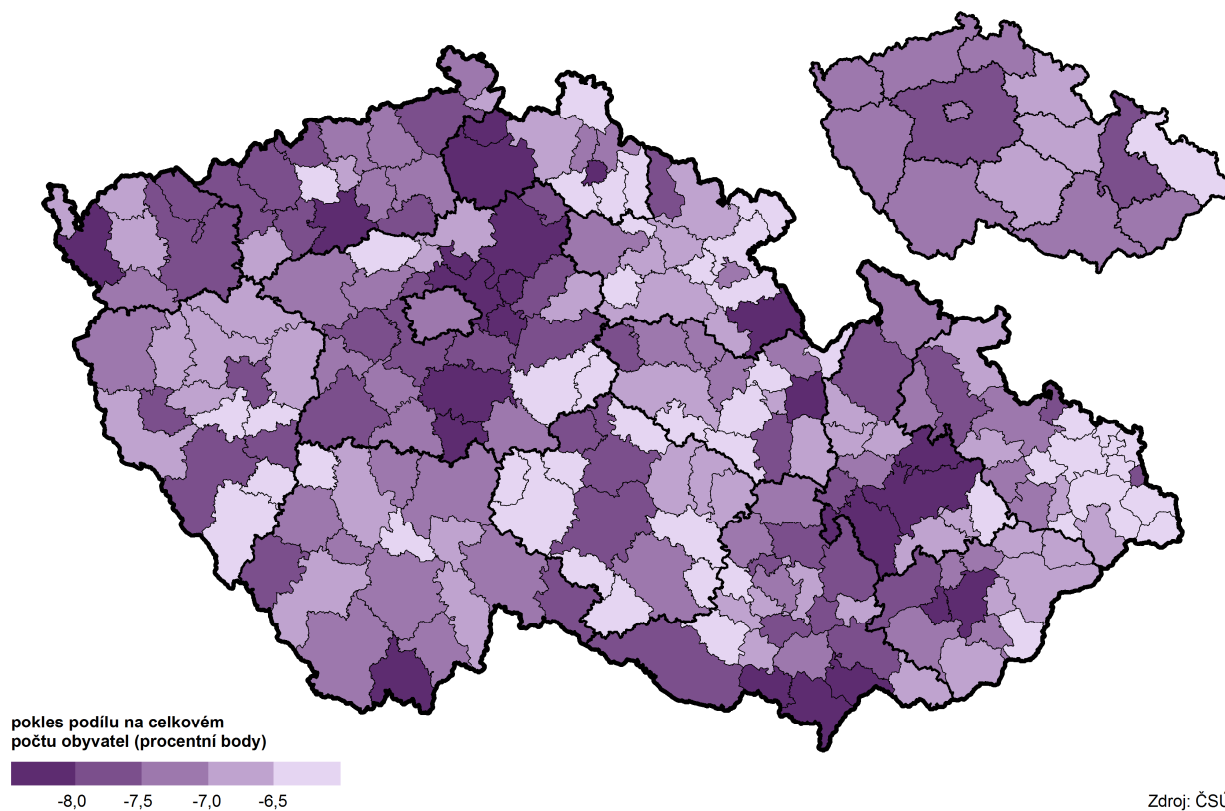 pokles podílu na celkovém
počtu obyvatel (procentní body)
-8,0 -7,5 -7,0 -6,5
Zdroj: ČSÚ